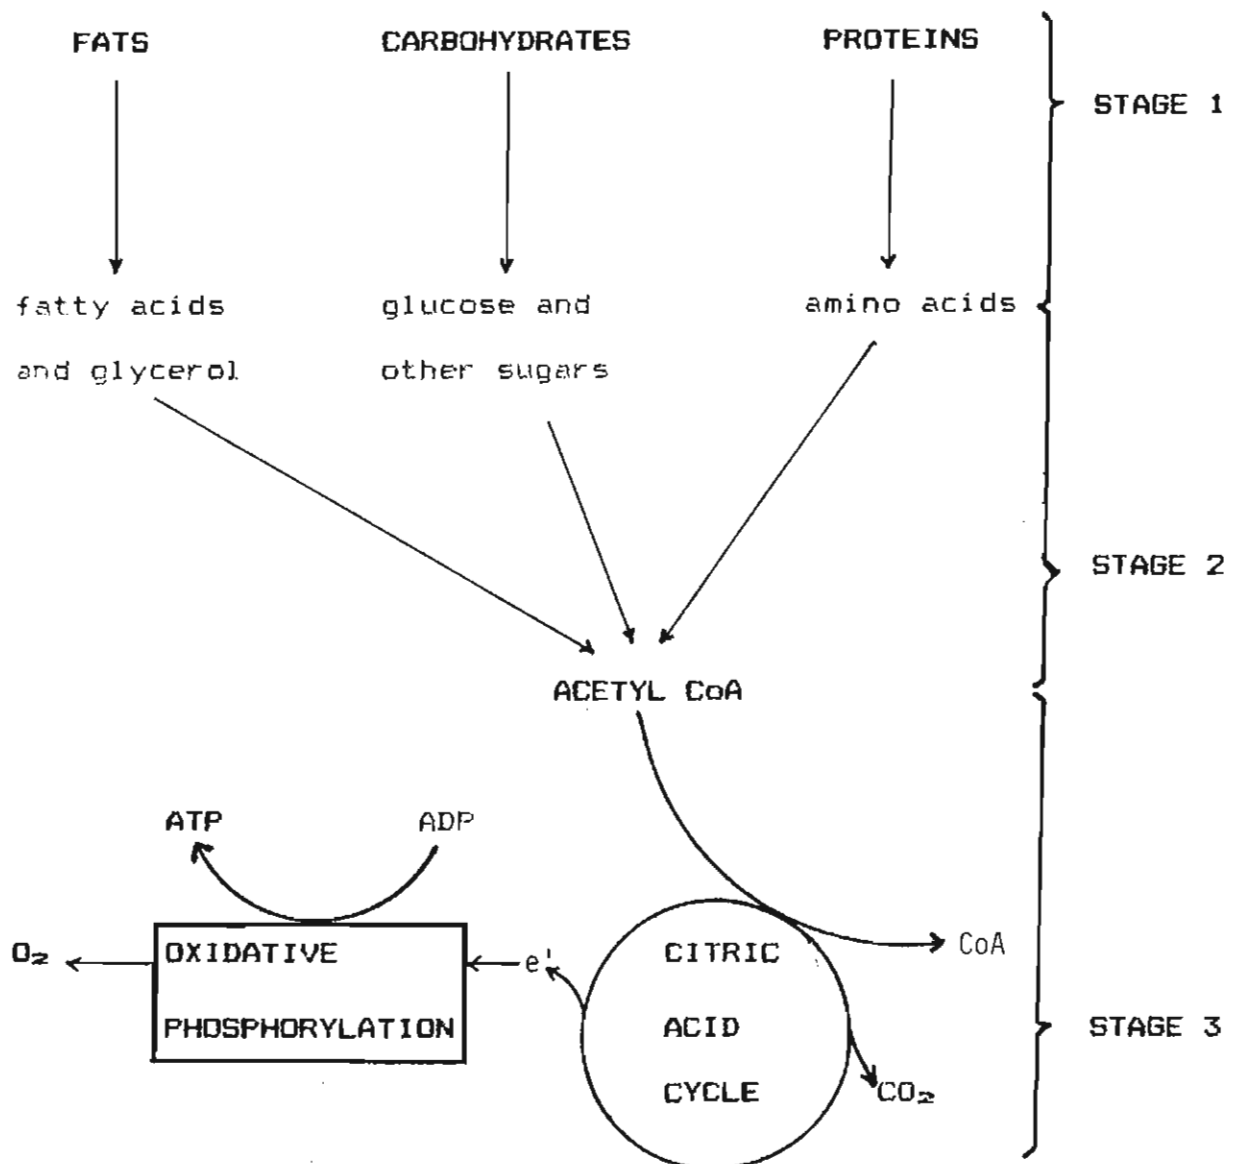 FATS
CARBOHYDRATES
PROTEINS
STAGE 1
fatty acids
and glycerol
glucose and
other sugars
amino acids
STAGE 2
ACETYL CoA
ATP
ADP
O₂
OXIDATIVE
PHOSPHORYLATION
e'
CITRIC
ACID
CYCLE
CoA
CO₂
STAGE 3